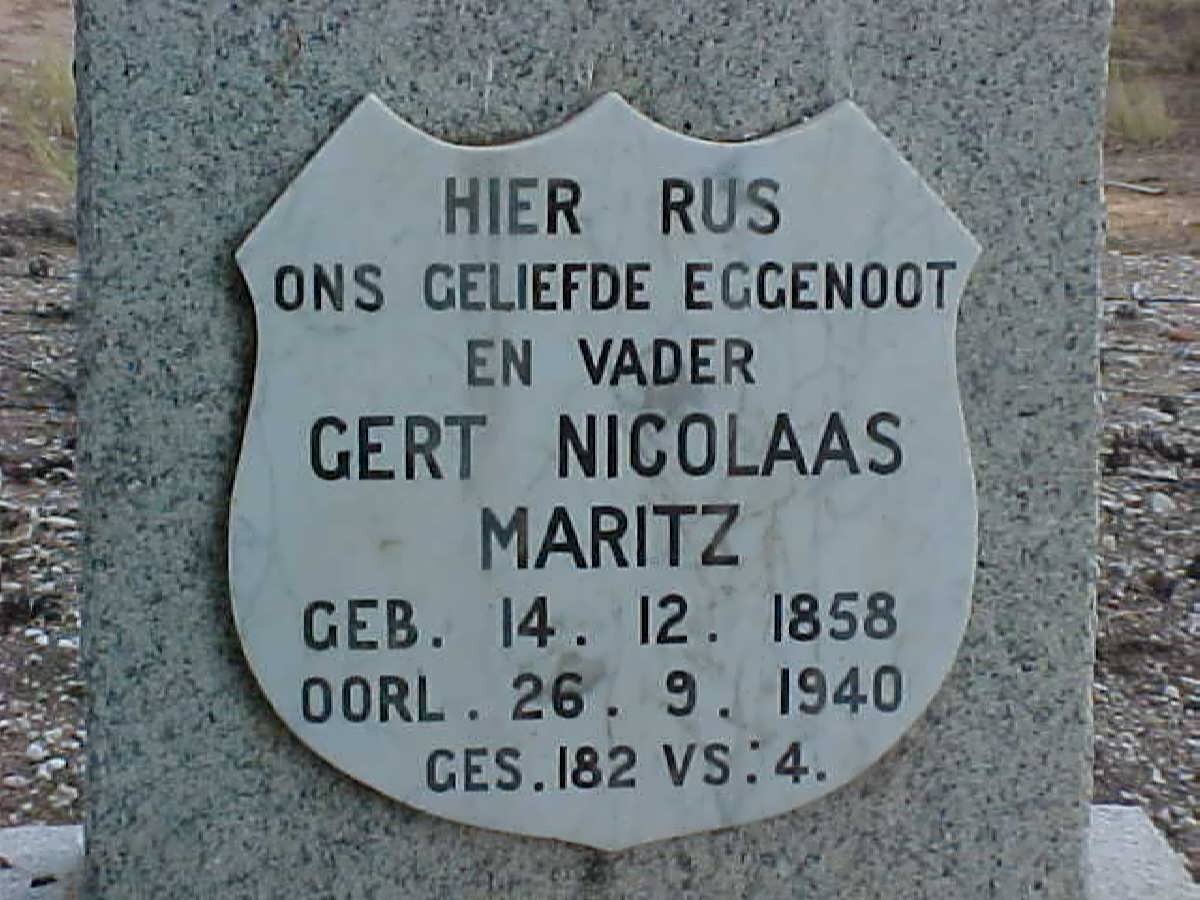 HIER RUS
ONS GELIEFDE EGGENOOT
EN VADER
GERT NICOLAAS
MARITZ
GEB. 14. 12. 1858
OORL. 26. 9. 1940
GES. 182 VS: 4.